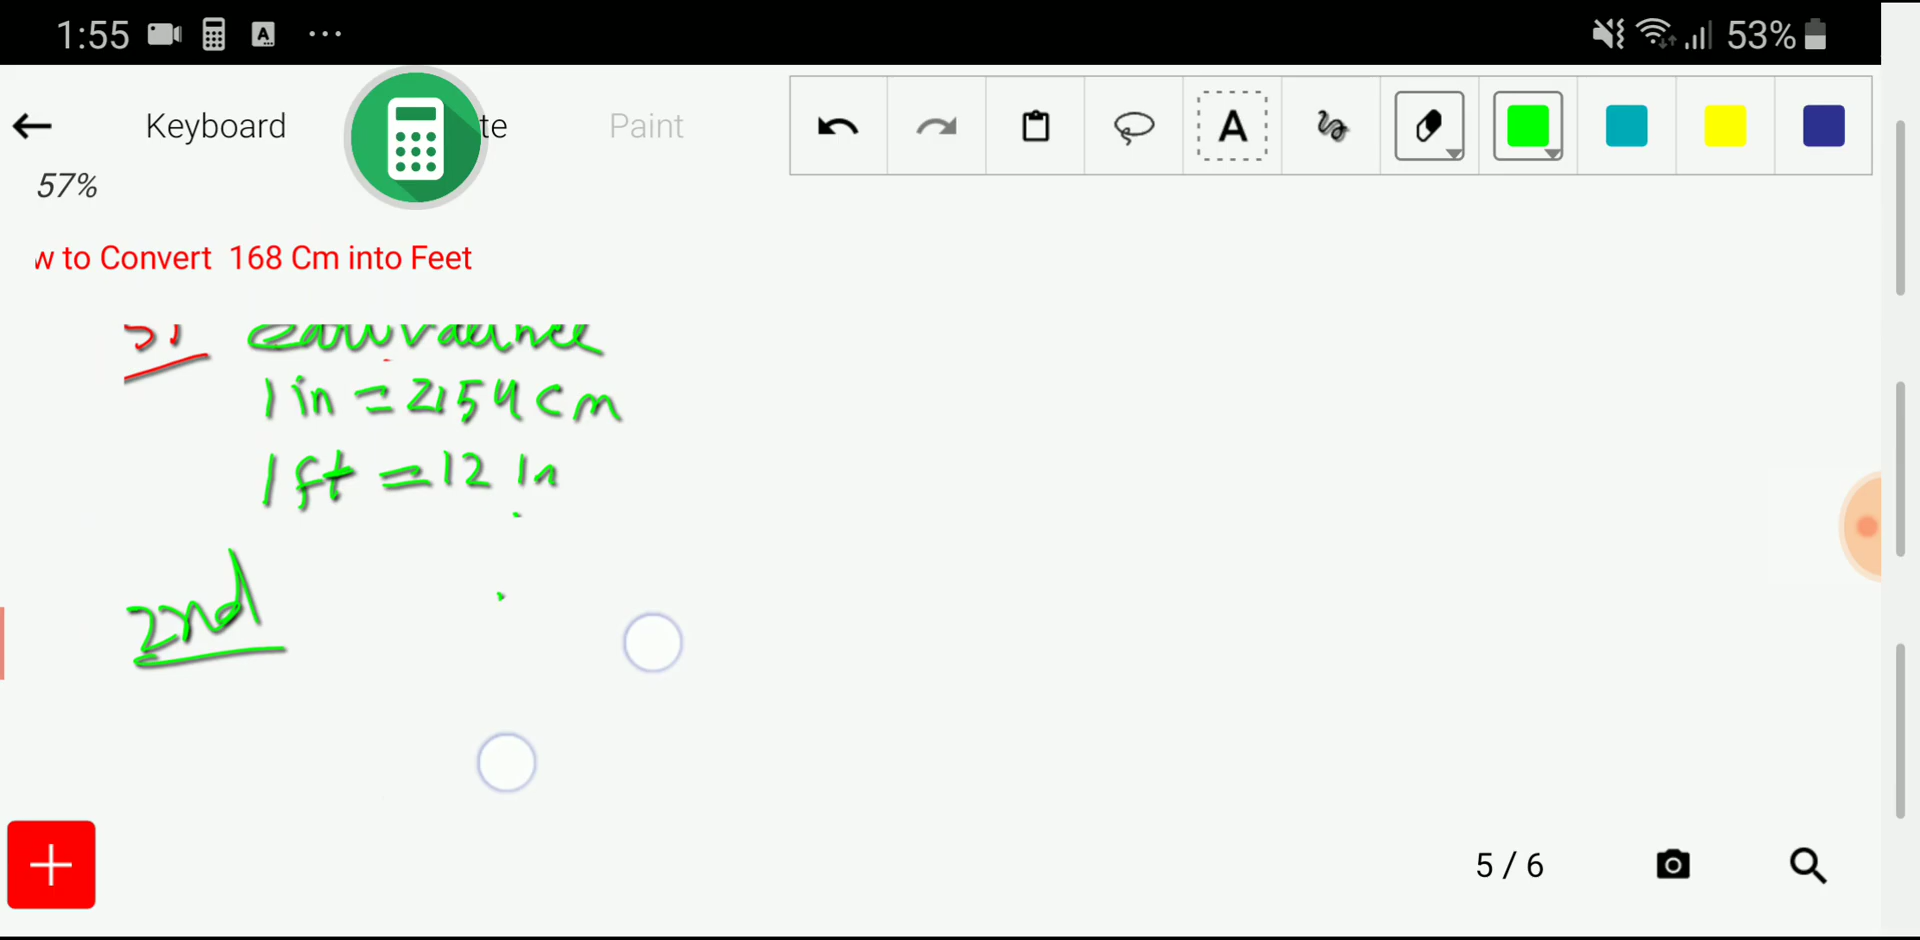 1:55 A ... 53%
Keyboard te Paint A
57%
w to Convert 168 Cm into Feet
1 in = 2.54 cm
1 ft = 12 in
2nd
5 / 6